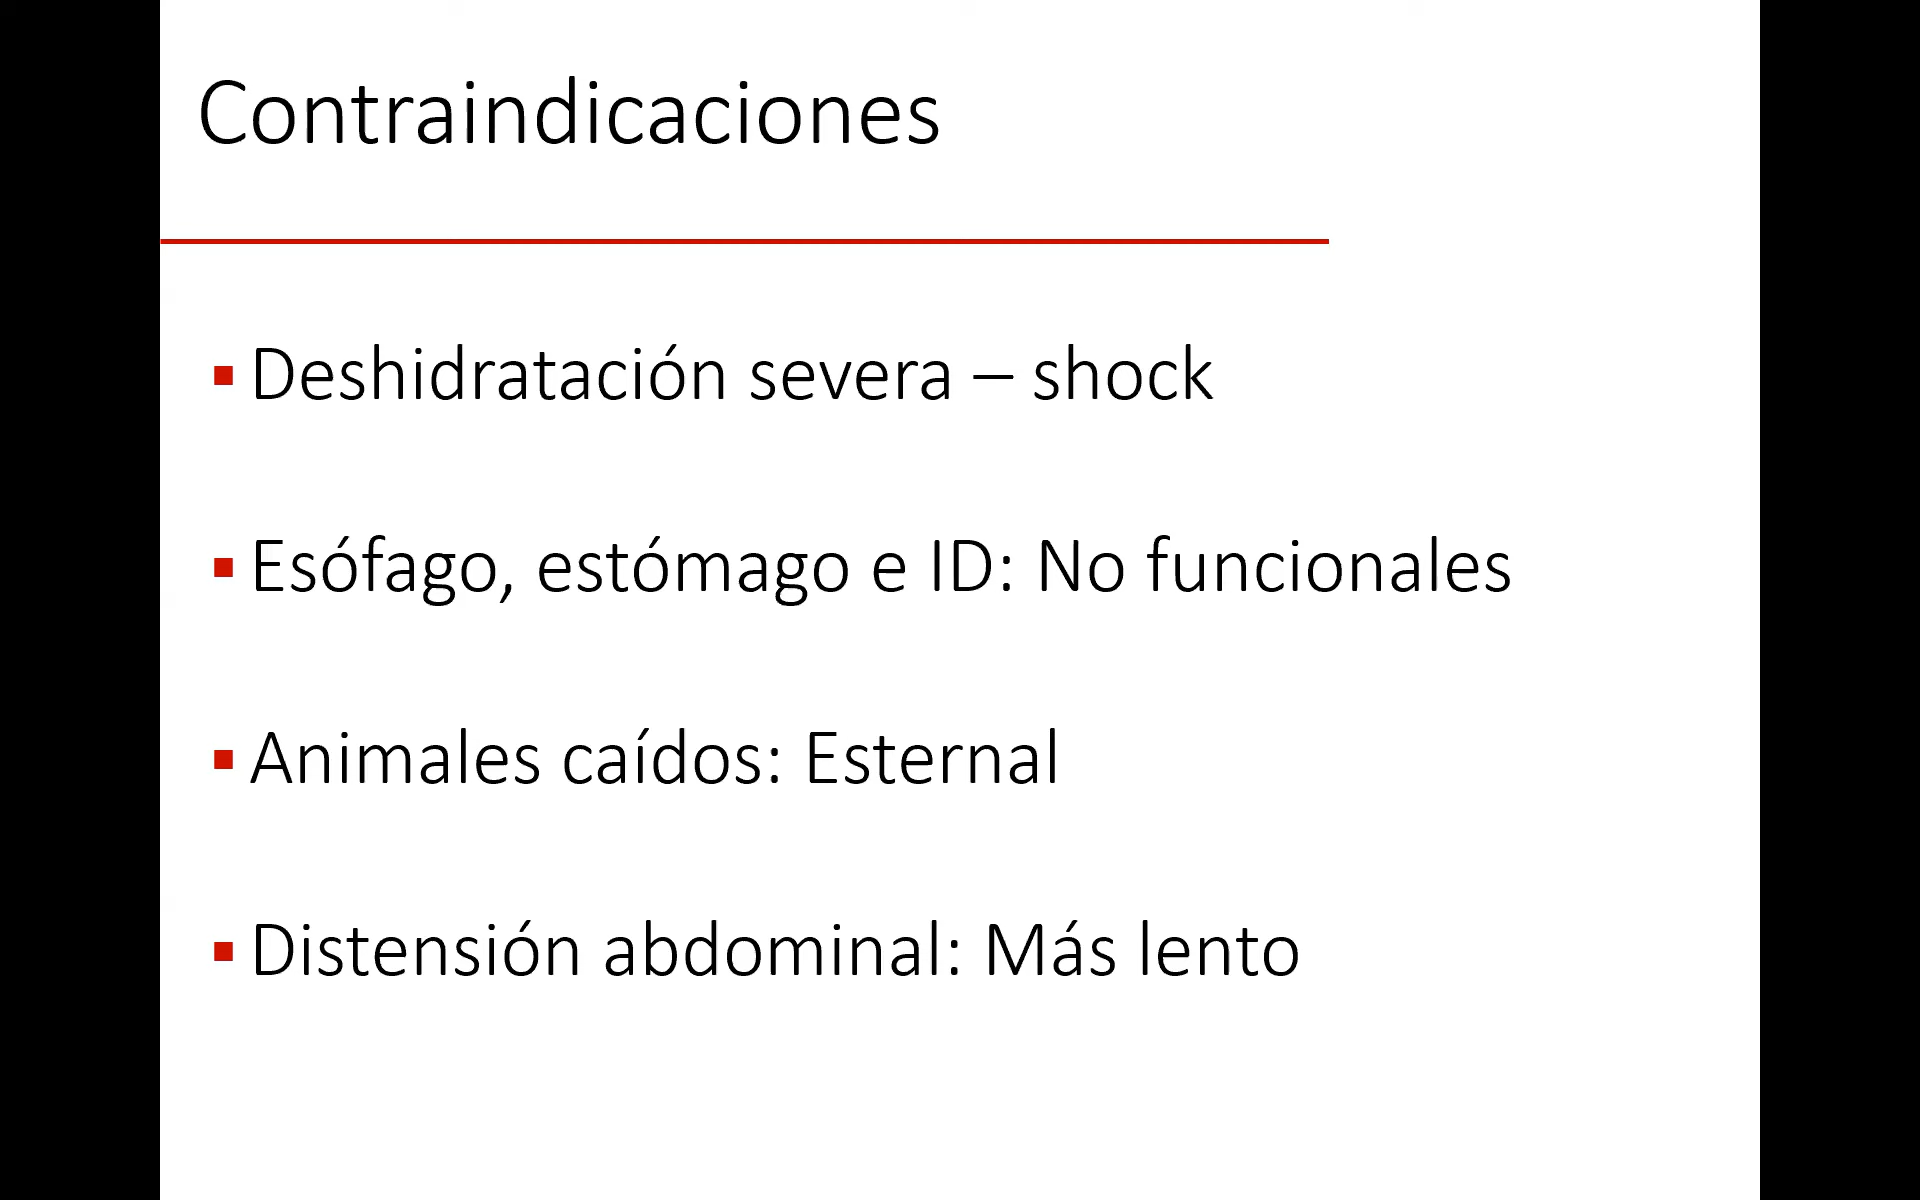 Contraindicaciones
▪ Deshidratación severa – shock
▪ Esófago, estómago e ID: No funcionales
▪ Animales caídos: Esternal
▪ Distensión abdominal: Más lento